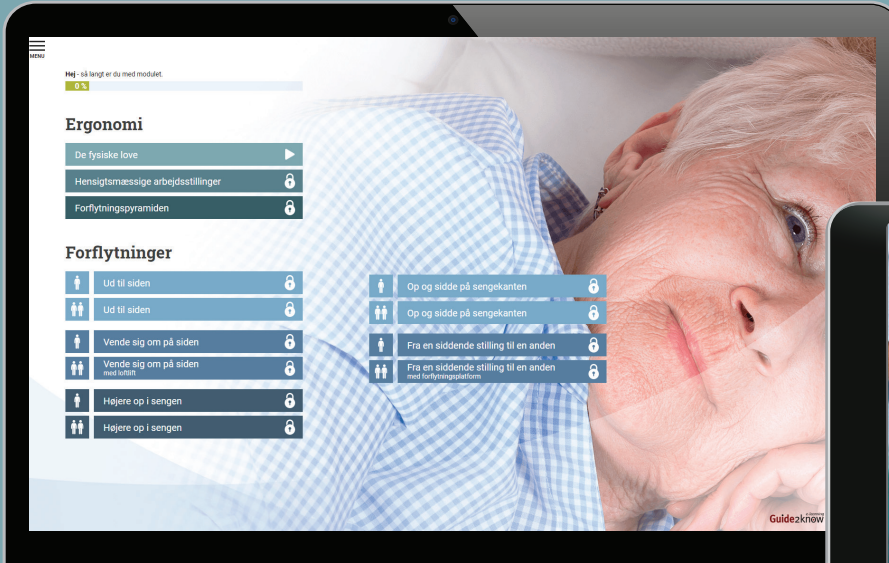 MENU
Hej - så langt er du med modulet.
0 %
Ergonomi
De fysiske love
Hensigtsmæssige arbejdsstillinger
Forflytningspyramiden
Forflytninger
Ud til siden
Ud til siden
Vende sig om på siden
Vende sig om på siden
med loftlift
Højere op i sengen
Højere op i sengen
Op og sidde på sengekanten
Op og sidde på sengekanten
Fra en siddende stilling til en anden
Fra en siddende stilling til en anden
med forflytningsplatform
e-learning
Guide2know